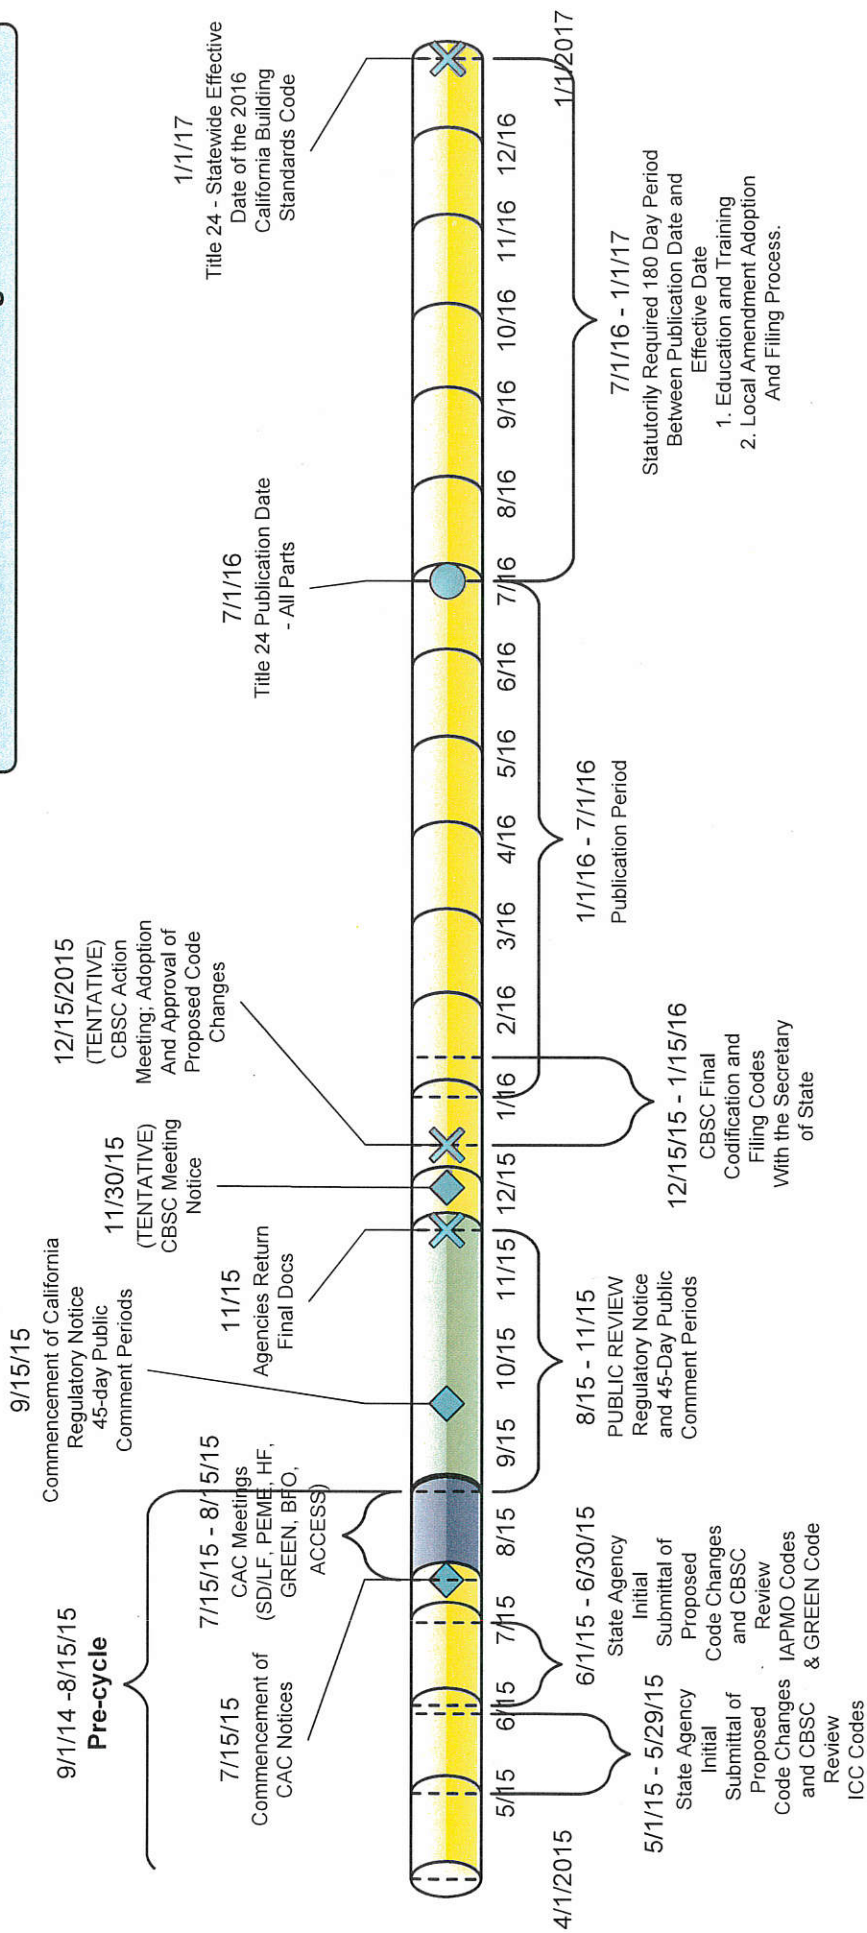 9/1/14 -8/15/15
Pre-cycle
7/15/15
Commencement of
CAC Notices
7/15/15 - 8/15/15
CAC Meetings
(SD/LF, PEME, HF,
GREEN, BFO,
ACCESS)
9/15/15
Commencement of California
Regulatory Notice
45-day Public
Comment Periods
11/15
Agencies Return
Final Docs
11/30/15
(TENTATIVE)
CBSC Meeting
Notice
12/15/2015
(TENTATIVE)
CBSC Action
Meeting; Adoption
And Approval of
Proposed Code
Changes
7/1/16
Title 24 Publication Date
- All Parts
1/1/17
Title 24 - Statewide Effective
Date of the 2016
California Building
Standards Code
4/1/2015
5/15
6/15
7/15
8/15
9/15
10/15
11/15
12/15
1/16
2/16
3/16
4/16
5/16
6/16
7/16
8/16
9/16
10/16
11/16
12/16
1/1/2017
5/1/15 - 5/29/15
State Agency
Initial
Submittal of
Proposed
Code Changes
and CBSC
Review
ICC Codes
6/1/15 - 6/30/15
State Agency
Initial
Submittal of
Proposed
Code Changes
and CBSC
Review
IAPMO Codes
& GREEN Code
8/15 - 11/15
PUBLIC REVIEW
Regulatory Notice
and 45-Day Public
Comment Periods
12/15/15 - 1/15/16
CBSC Final
Codification and
Filing Codes
With the Secretary
of State
1/1/16 - 7/1/16
Publication Period
7/1/16 - 1/1/17
Statutorily Required 180 Day Period
Between Publication Date and
Effective Date
1. Education and Training
2. Local Amendment Adoption
And Filing Process.